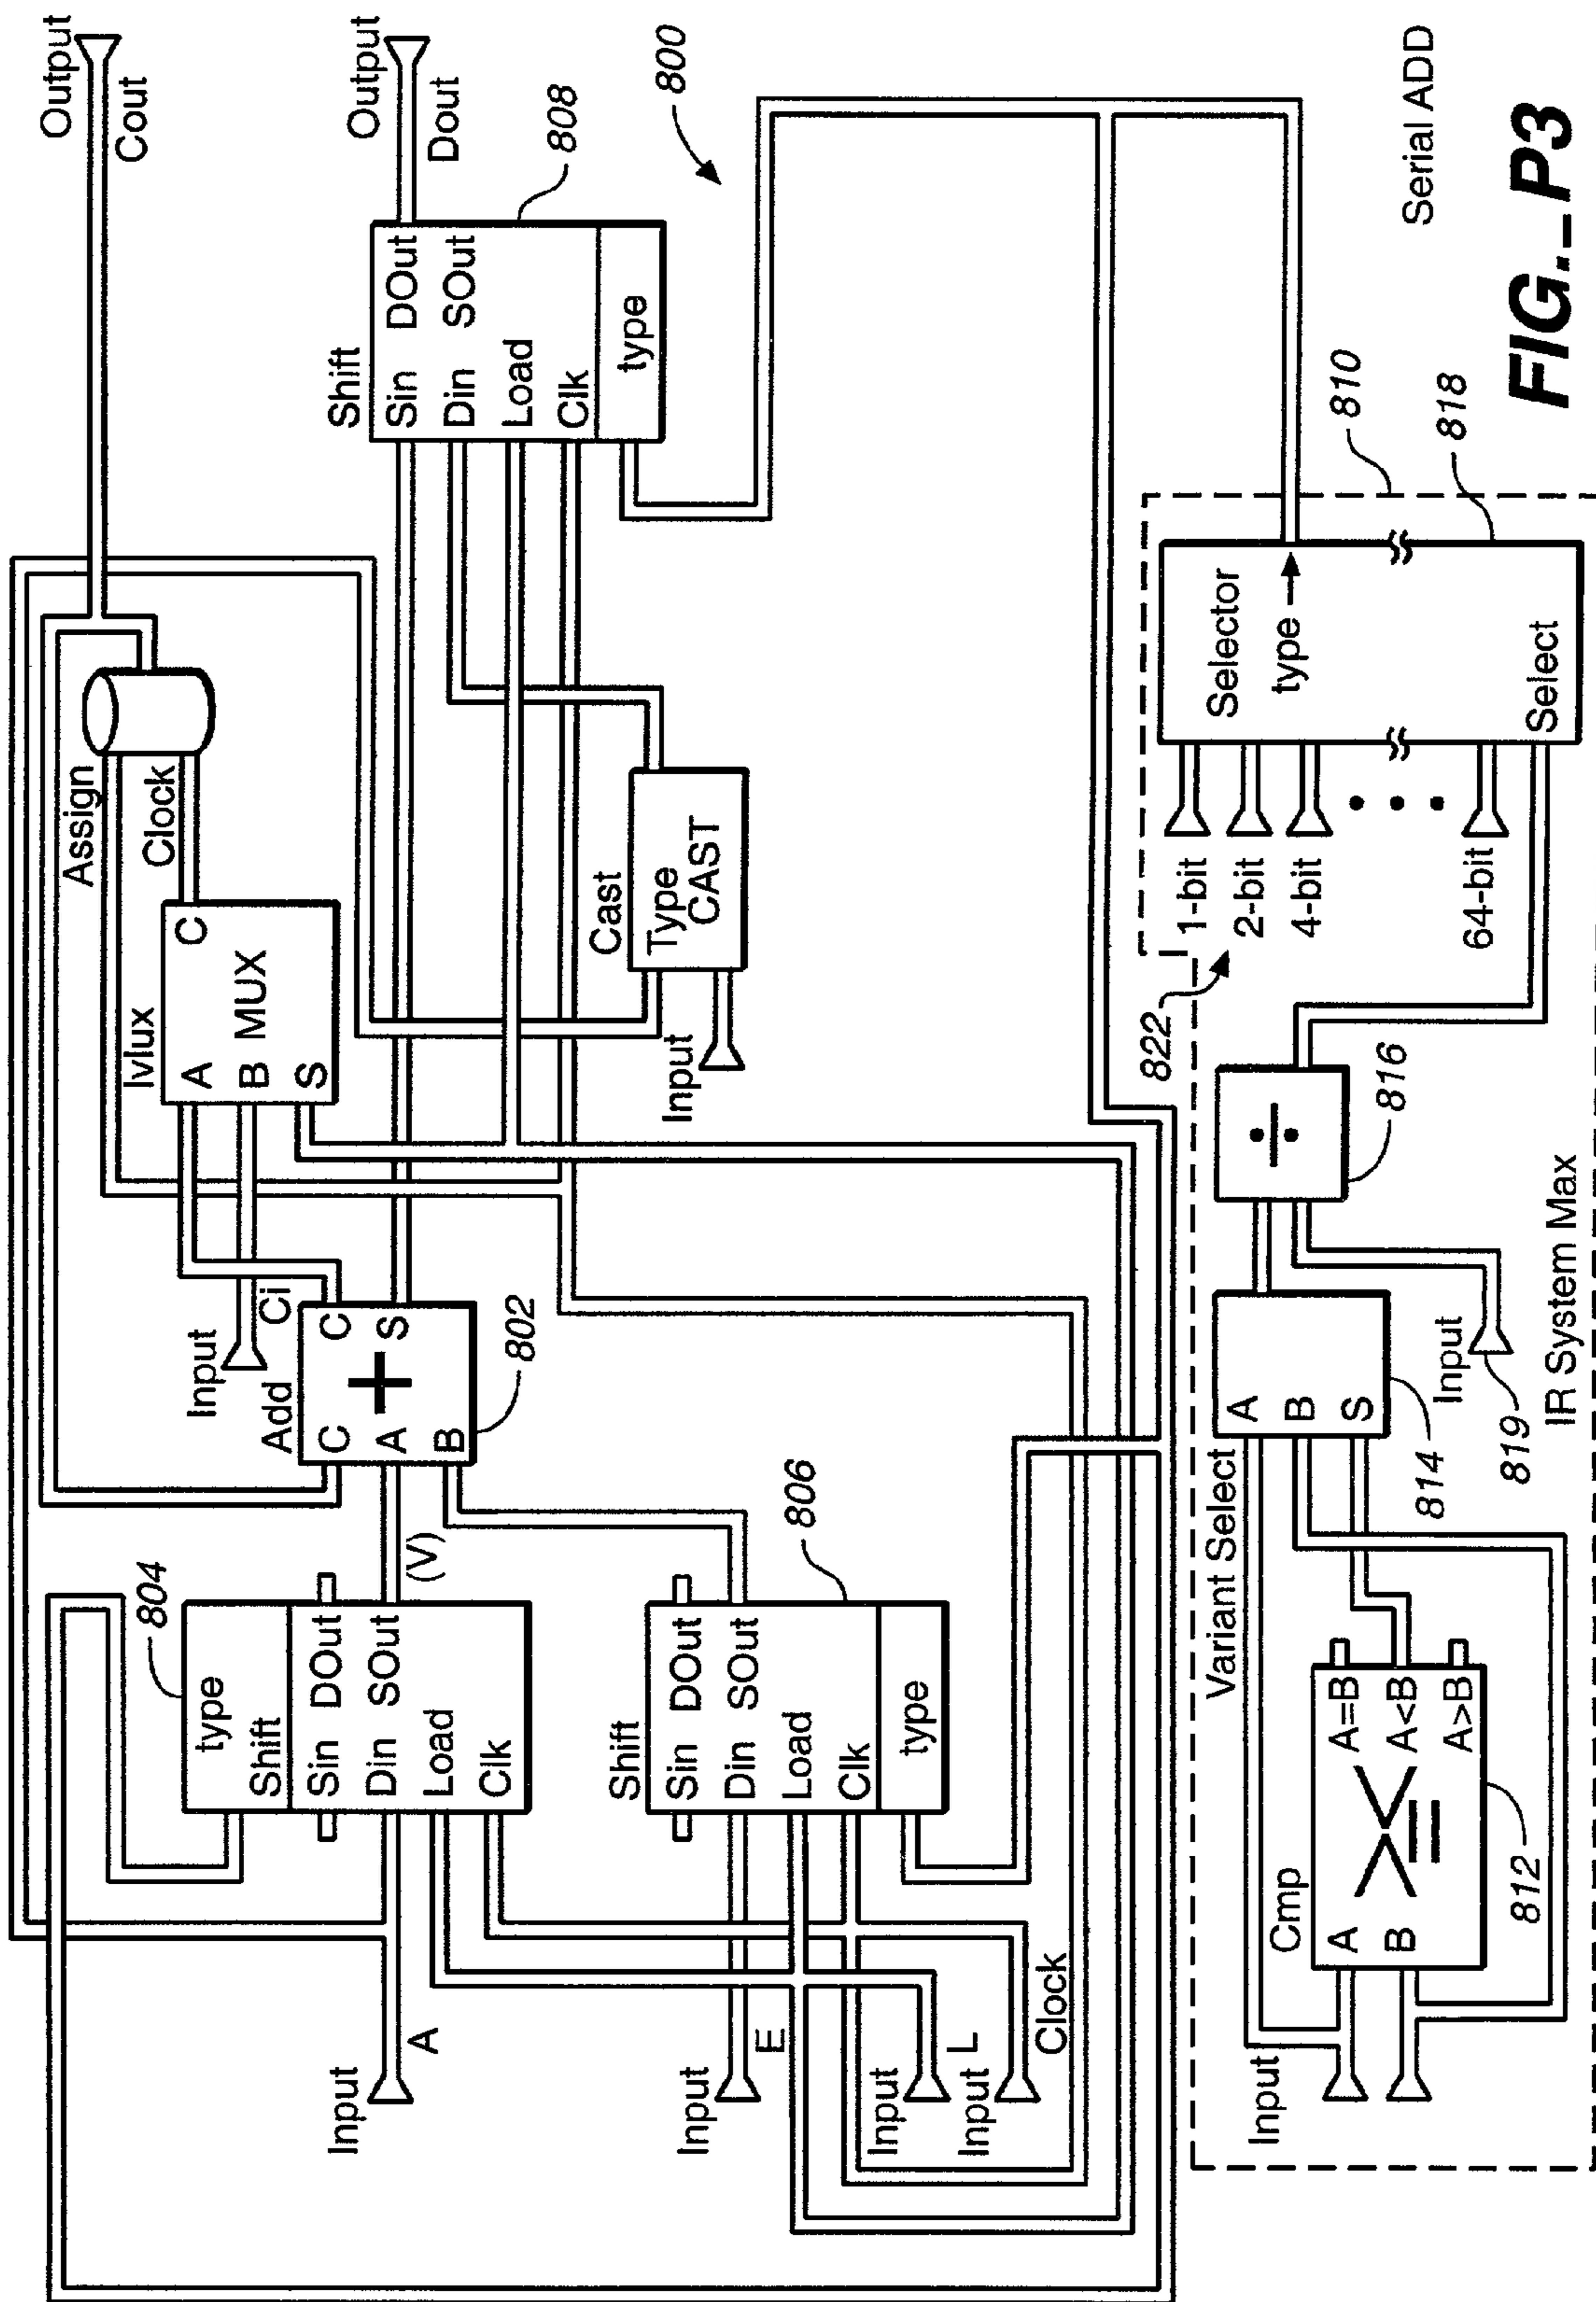 Output
Cout
Output
Dout
Assign
Clock
Ivlux
A C
B MUX
S
Shift
Sin DOut
Din SOut
Load
Clk
type
808
800
Input
Ci
Add
C C
A + S
B
802
804
type
Shift
Sin DOut
Din SOut
Load
Clk
(V)
Cast
Type
CAST
Input
806
Shift
Sin DOut
Din SOut
Load
Clk
type
Input
A
Input
E
Input
L
Input
Clock
Variant Select
Input
Cmp
A A=B
B >< A<B
= A>B
812
A
B
S
814
Input
819
IR System Max
÷
816
822
1-bit
2-bit
4-bit
64-bit
Selector
type
Select
810
818
Serial ADD
FIG._P3